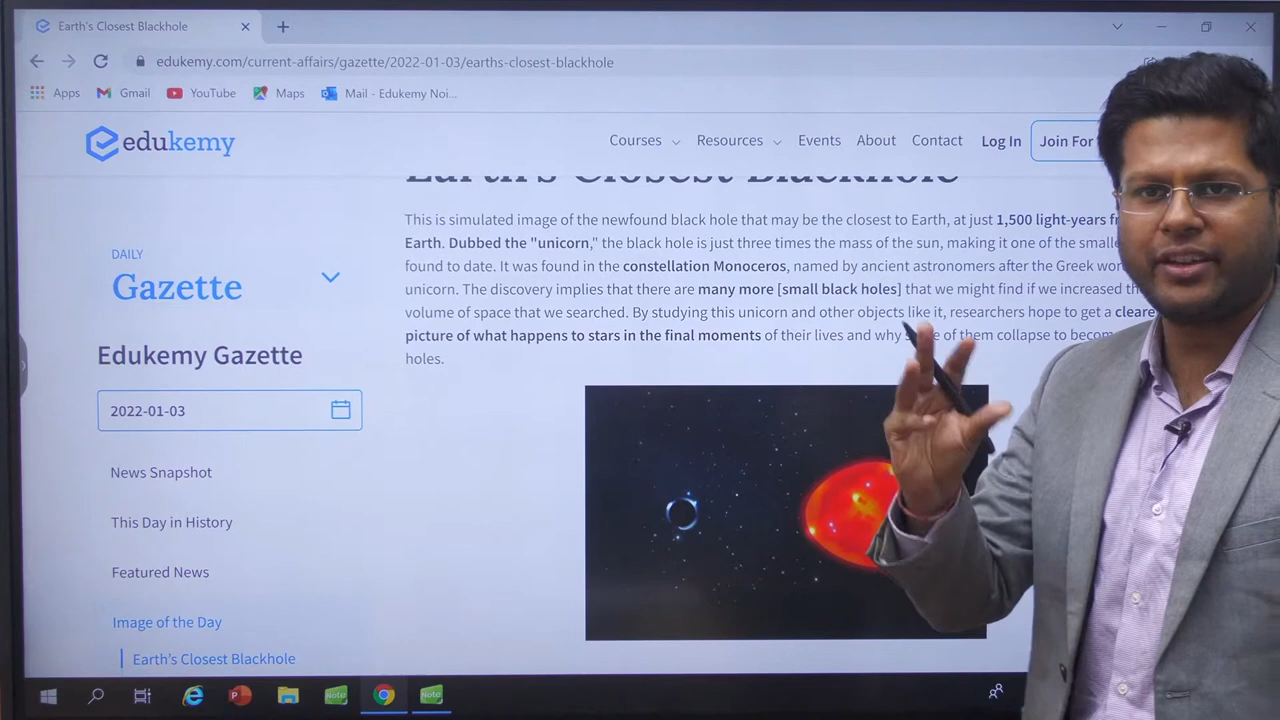 Earth's Closest Blackhole
edukemy.com/current-affairs/gazette/2022-01-03/earths-closest-blackhole
Apps Gmail YouTube Maps Mail - Edukemy Noi...
edukemy Courses Resources Events About Contact Log In Join For
Earth's Closest Blackhole
This is simulated image of the newfound black hole that may be the closest to Earth, at just 1,500 light-years
Earth. Dubbed the "unicorn," the black hole is just three times the mass of the sun, making it one of the
found to date. It was found in the constellation Monoceros, named by ancient astronomers after the Greek
unicorn. The discovery implies that there are many more [small black holes] that we might find if we increased
volume of space that we searched. By studying this unicorn and other objects like it, researchers hope to get a
picture of what happens to stars in the final moments of their lives and why of them collapse to
holes.
DAILY
Gazette
Edukemy Gazette
2022-01-03
News Snapshot
This Day in History
Featured News
Image of the Day
Earth's Closest Blackhole
Note Note